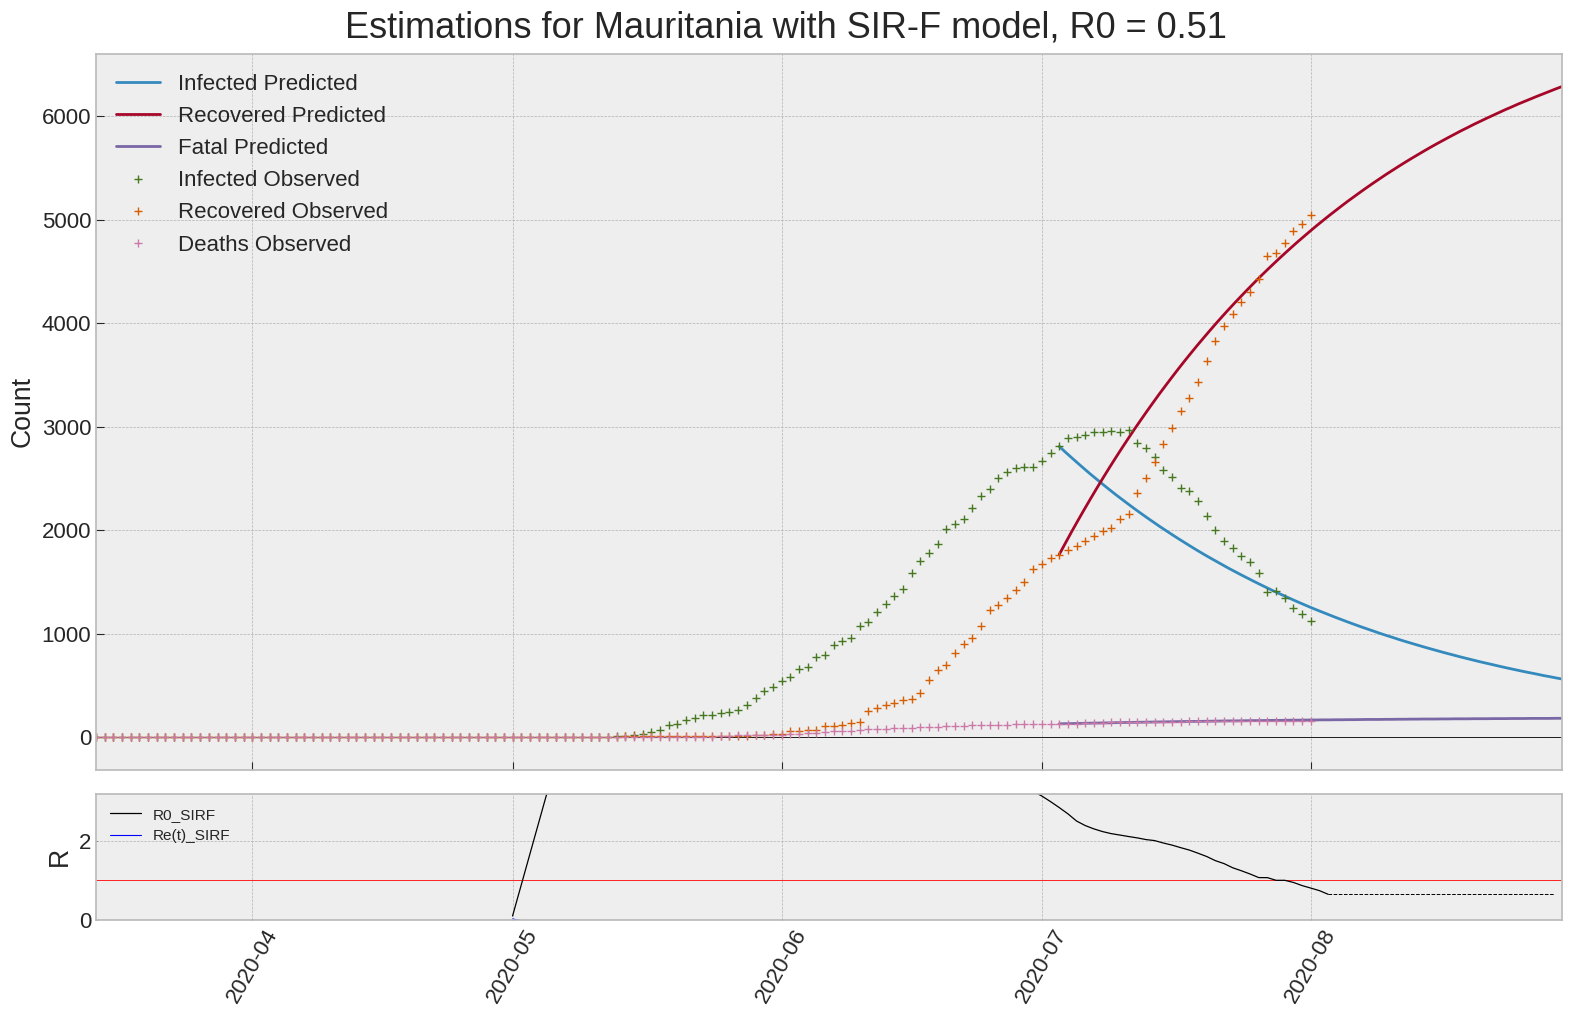 Estimations for Mauritania with SIR-F model, R0 = 0.51
Infected Predicted
Recovered Predicted
Fatal Predicted
Infected Observed
Recovered Observed
Deaths Observed
6000
5000
4000
3000
2000
1000
0
Count
R0_SIRF
Re(t)_SIRF
2
0
R
2020-04
2020-05
2020-06
2020-07
2020-08